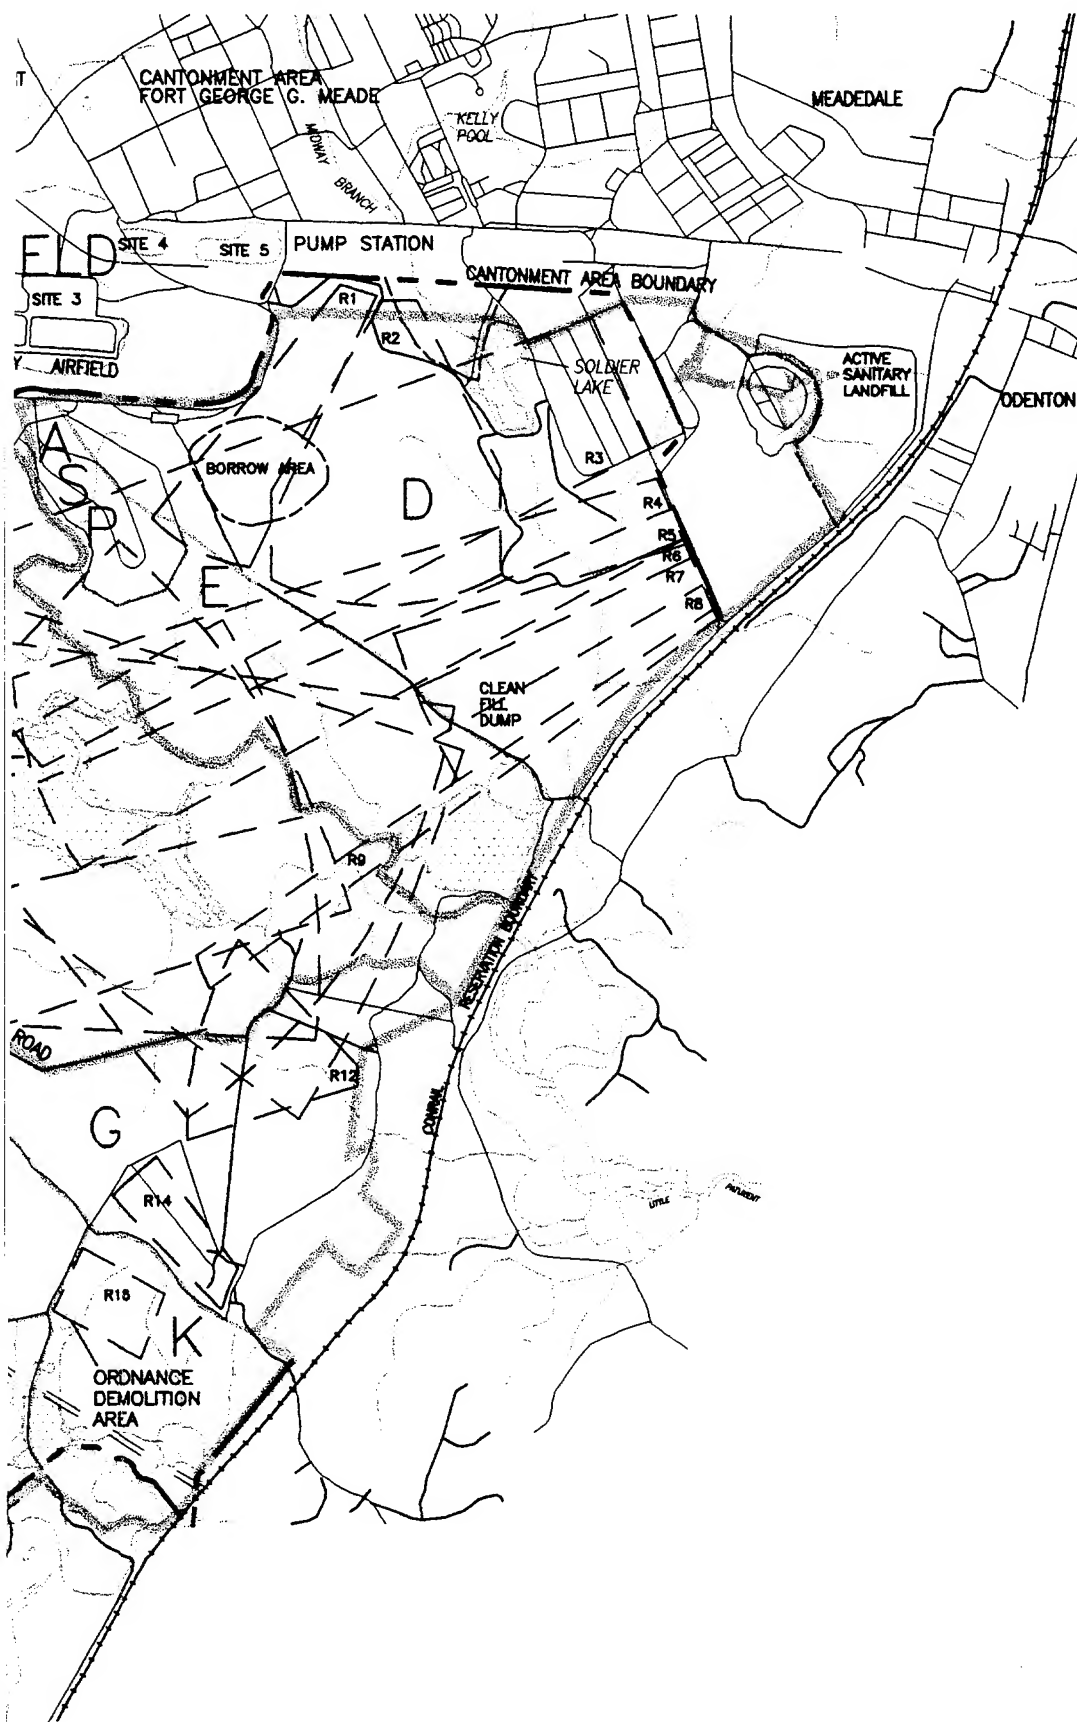 CANTONMENT AREA
FORT GEORGE G. MEADE
MEADEDALE
KELLY
POOL
MIDWAY
BRANCH
ELD
SITE 4
SITE 5
PUMP STATION
CANTONMENT AREA BOUNDARY
SITE 3
R1
R2
AIRFIELD
SOLDIER
LAKE
ACTIVE
SANITARY
LANDFILL
ODENTON
A
S
P
BORROW AREA
D
R3
R4
R5
R6
R7
R8
E
CLEAN
FILL
DUMP
R9
RESERVATION BOUNDARY
ROAD
R12
CONRAIL
G
R14
LITTLE
PATUXENT
R15
K
ORDNANCE
DEMOLITION
AREA